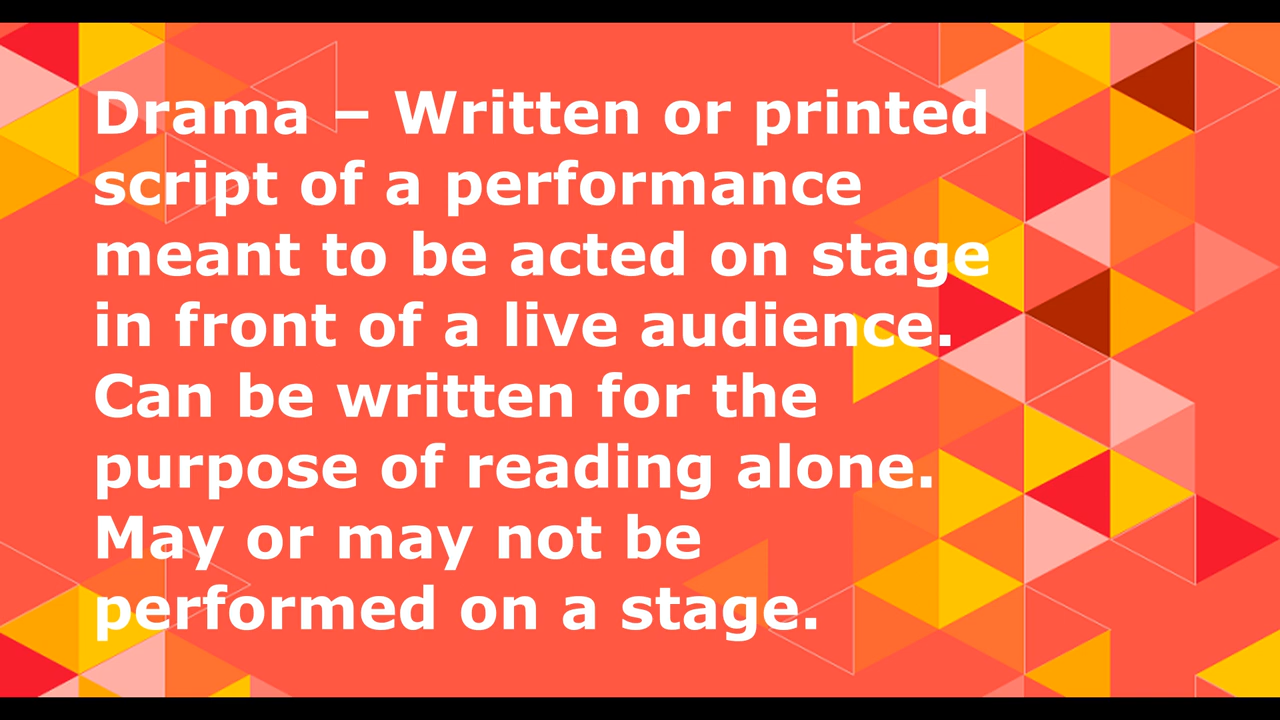 Drama – Written or printed
script of a performance
meant to be acted on stage
in front of a live audience.
Can be written for the
purpose of reading alone.
May or may not be
performed on a stage.